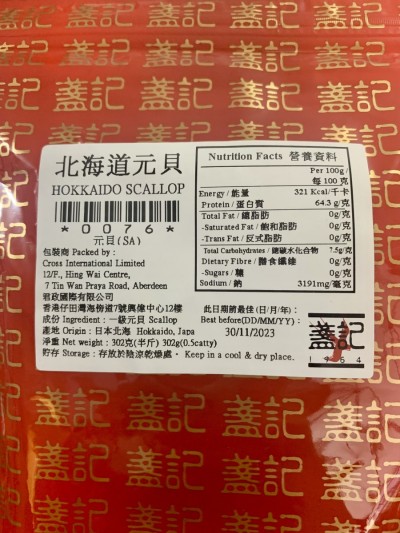 北海道元貝
HOKKAIDO SCALLOP
*0076*
元貝(SA)
包裝商 Packed by :
Cross International Limited
12/F., Hing Wai Centre,
7 Tin Wan Praya Road, Aberdeen
君政國際有限公司
香港仔田灣海街道7號興偉中心12樓
成份 Ingredient : 一級元貝 Scallop
產地 Origin : 日本北海 Hokkaido, Japa
淨重 Net weight : 302克(半斤) 302g(0.5catty)
貯存 Storage : 存放於陰涼乾燥處。 Keep in a cool & dry place.
Nutrition Facts 營養資料
Per 100g/
每 100 克
Energy / 能量 321 Kcal/千卡
Protein / 蛋白質 64.3 g/克
Total Fat / 總脂肪 0g/克
-Saturated Fat / 飽和脂肪 0g/克
-Trans Fat / 反式脂肪 0g/克
Total Carbohydrates / 總碳水化合物 7.5g/克
Dietary Fibre / 膳食纖維 0g/克
-Sugars / 糖 0g/克
Sodium / 鈉 3191mg/毫克
此日期前最佳(日/月/年):
Best before(DD/MM/YY) :
30/11/2023
盞記
1964
盞記